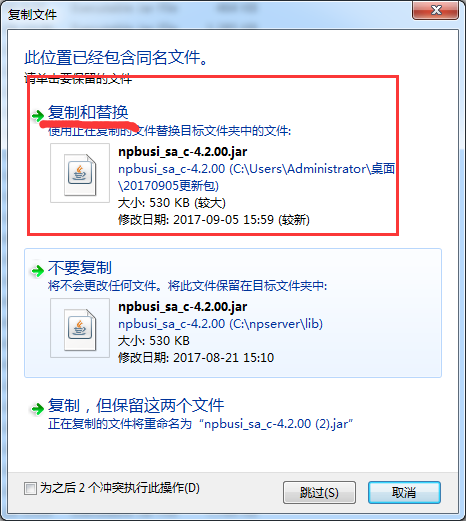 复制文件
此位置已经包含同名文件。
请单击要保留的文件
复制和替换
使用正在复制的文件替换目标文件夹中的文件:
npbusi_sa_c-4.2.00.jar
npbusi_sa_c-4.2.00 (C:\Users\Administrator\桌面
\20170905更新包)
大小: 530 KB (较大)
修改日期: 2017-09-05 15:59 (较新)
不要复制
将不会更改任何文件。将此文件保留在目标文件夹中:
npbusi_sa_c-4.2.00.jar
npbusi_sa_c-4.2.00 (C:\npserver\lib)
大小: 530 KB
修改日期: 2017-08-21 15:10
复制，但保留这两个文件
正在复制的文件将重命名为“npbusi_sa_c-4.2.00 (2).jar”
为之后 2 个冲突执行此操作(D)
跳过(S)
取消